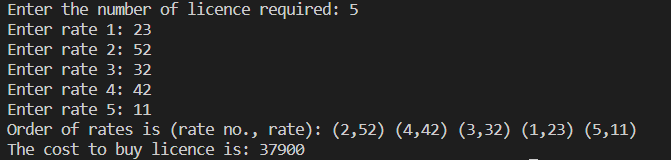 Enter the number of licence required: 5
Enter rate 1: 23
Enter rate 2: 52
Enter rate 3: 32
Enter rate 4: 42
Enter rate 5: 11
Order of rates is (rate no., rate): (2,52) (4,42) (3,32) (1,23) (5,11)
The cost to buy licence is: 37900